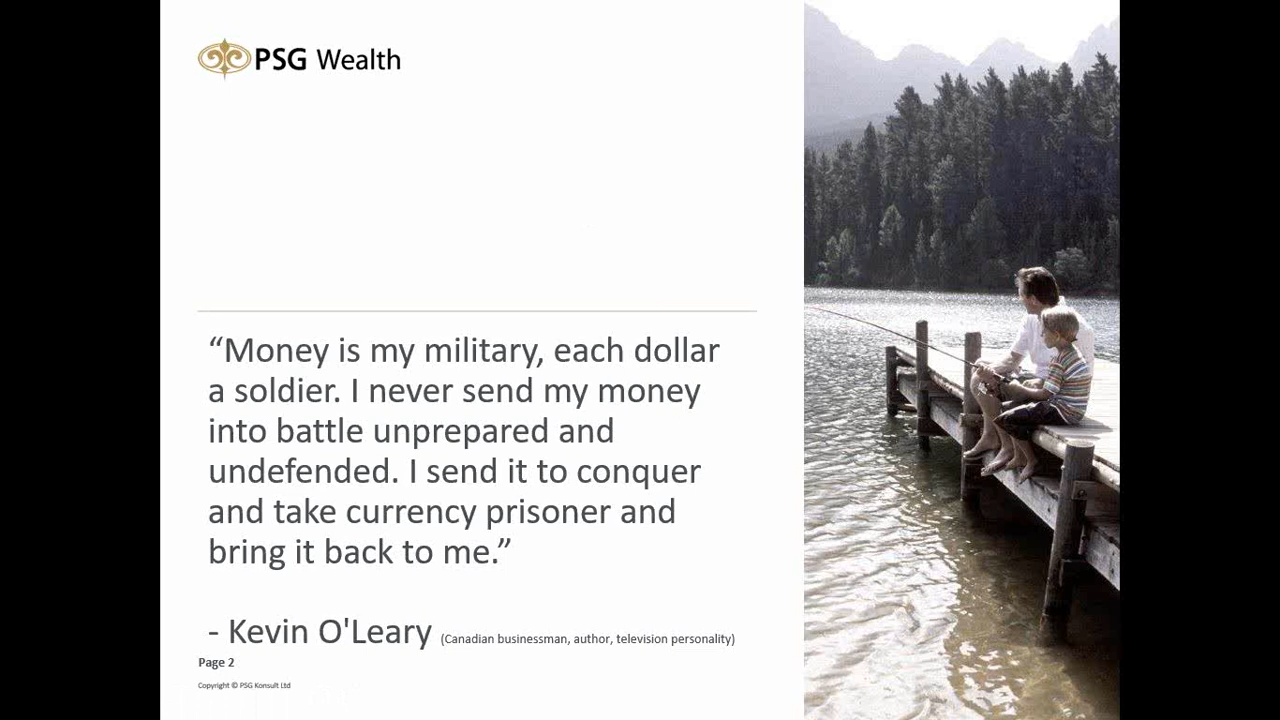 PSG Wealth
“Money is my military, each dollar
a soldier. I never send my money
into battle unprepared and
undefended. I send it to conquer
and take currency prisoner and
bring it back to me.”
- Kevin O'Leary (Canadian businessman, author, television personality)
Page 2
Copyright © PSG Konsult Ltd